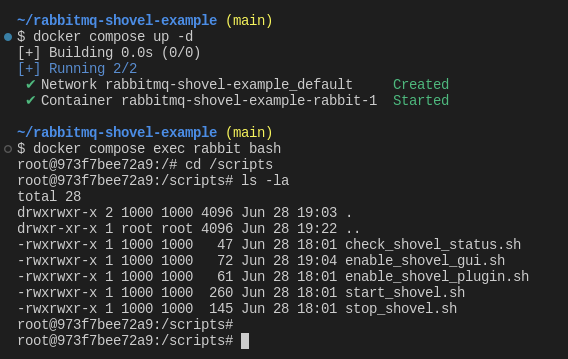 ~/rabbitmq-shovel-example (main)
$ docker compose up -d
[+] Building 0.0s (0/0)
[+] Running 2/2
✔ Network rabbitmq-shovel-example_default Created
✔ Container rabbitmq-shovel-example-rabbit-1 Started
~/rabbitmq-shovel-example (main)
$ docker compose exec rabbit bash
root@973f7bee72a9:/# cd /scripts
root@973f7bee72a9:/scripts# ls -la
total 28
drwxrwxr-x 2 1000 1000 4096 Jun 28 19:03 .
drwxr-xr-x 1 root root 4096 Jun 28 19:22 ..
-rwxrwxr-x 1 1000 1000   47 Jun 28 18:01 check_shovel_status.sh
-rwxrwxr-x 1 1000 1000   72 Jun 28 19:04 enable_shovel_gui.sh
-rwxrwxr-x 1 1000 1000   61 Jun 28 18:01 enable_shovel_plugin.sh
-rwxrwxr-x 1 1000 1000  260 Jun 28 18:01 start_shovel.sh
-rwxrwxr-x 1 1000 1000  145 Jun 28 18:01 stop_shovel.sh
root@973f7bee72a9:/scripts#
root@973f7bee72a9:/scripts#